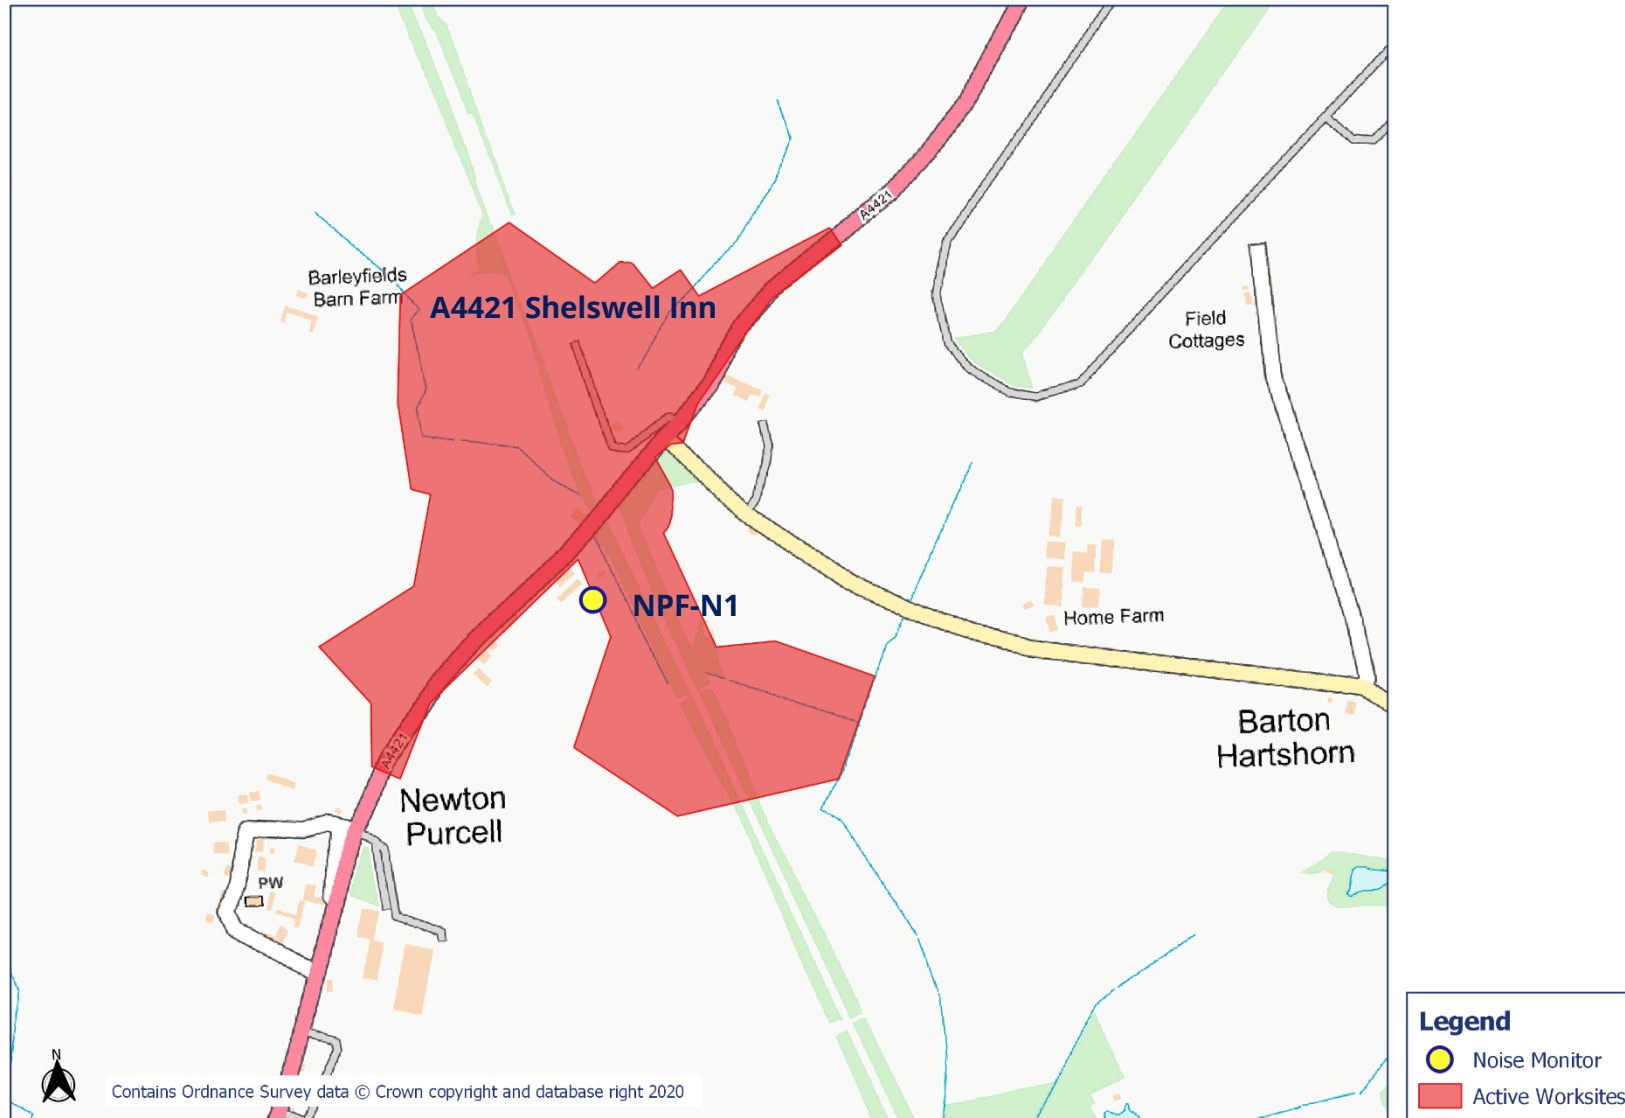 A4421
Barleyfields
Barn Farm
A4421 Shelswell Inn
Field
Cottages
NPF-N1
Home Farm
Barton
Hartshorn
A4421
Newton
Purcell
PW
N
Contains Ordnance Survey data © Crown copyright and database right 2020
Legend
Noise Monitor
Active Worksites